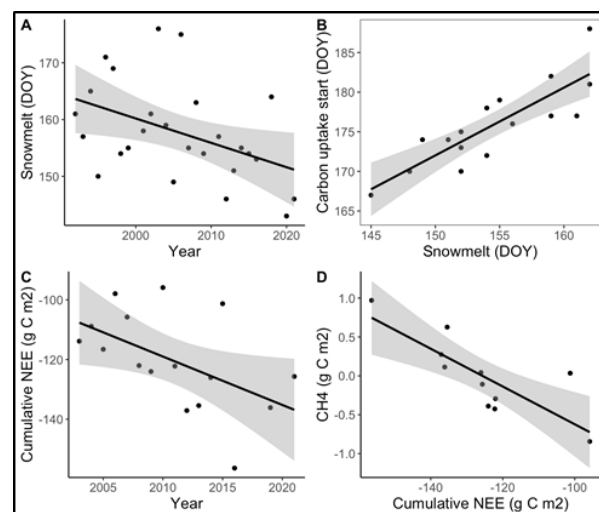 A
Snowmelt (DOY)
170
160
150
2000
2010
2020
Year
B
Carbon uptake start (DOY)
185
180
175
170
165
145
150
155
160
Snowmelt (DOY)
C
Cumulative NEE (g C m2)
-100
-120
-140
2005
2010
2015
2020
Year
D
CH4 (g C m2)
1.0
0.5
0.0
-0.5
-1.0
-140
-120
-100
Cumulative NEE (g C m2)